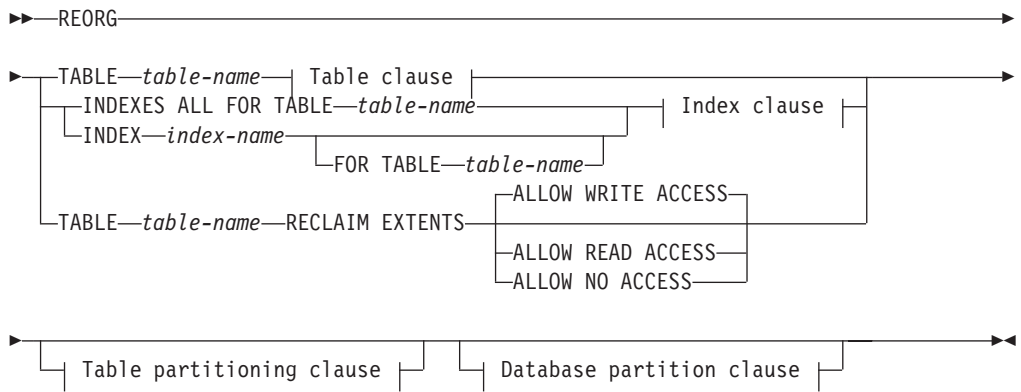 REORG
TABLE table-name Table clause
INDEXES ALL FOR TABLE table-name Index clause
INDEX index-name
FOR TABLE table-name
ALLOW WRITE ACCESS
TABLE table-name RECLAIM EXTENTS
ALLOW READ ACCESS
ALLOW NO ACCESS
Table partitioning clause Database partition clause